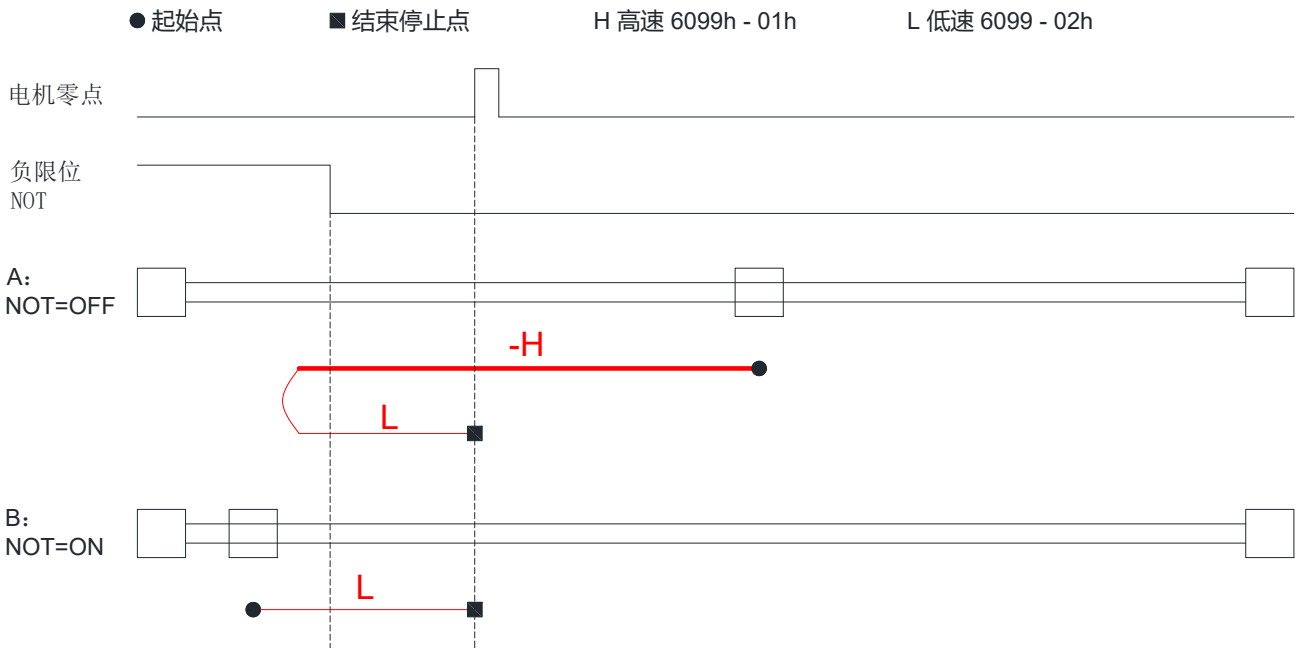 ● 起始点 ■ 结束停止点 H 高速 6099h - 01h L 低速 6099 - 02h
电机零点
负限位
NOT
A：
NOT=OFF
-H
L
B：
NOT=ON
L